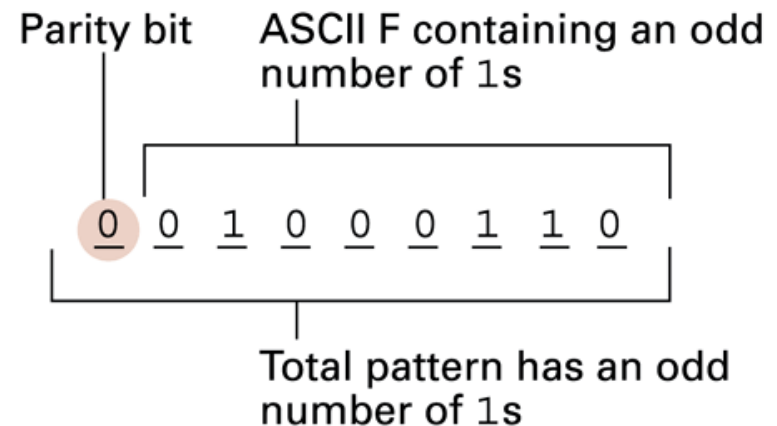 Parity bit
ASCII F containing an odd
number of 1s
0 0 1 0 0 0 1 1 0
Total pattern has an odd
number of 1s